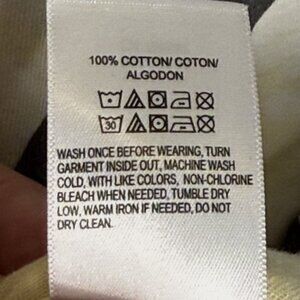 100% COTTON/ COTON/
ALGODON
30
WASH ONCE BEFORE WEARING, TURN
GARMENT INSIDE OUT, MACHINE WASH
COLD, WITH LIKE COLORS, NON-CHLORINE
BLEACH WHEN NEEDED, TUMBLE DRY
LOW, WARM IRON IF NEEDED, DO NOT
DRY CLEAN.